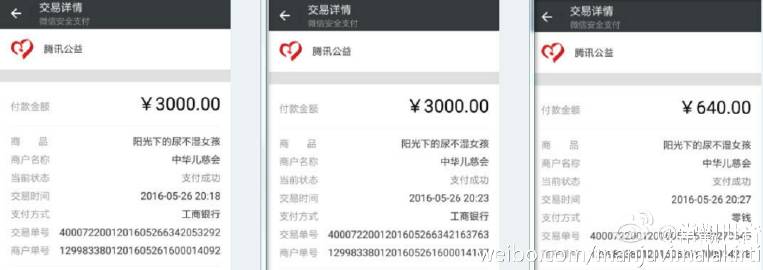 交易详情
微信安全支付
腾讯公益
付款金额 ￥3000.00
商品 阳光下的尿不湿女孩
商户名称 中华儿慈会
当前状态 支付成功
交易时间 2016-05-26 20:18
支付方式 工商银行
交易单号 4000722001201605266342053292
商户单号 1299833801201605261600014092
交易详情
微信安全支付
腾讯公益
付款金额 ￥3000.00
商品 阳光下的尿不湿女孩
商户名称 中华儿慈会
当前状态 支付成功
交易时间 2016-05-26 20:23
支付方式 工商银行
交易单号 4000722001201605266342163763
商户单号
交易详情
微信安全支付
腾讯公益
付款金额 ￥640.00
商品 阳光下的尿不湿女孩
商户名称 中华儿慈会
当前状态 支付成功
交易时间 2016-05-26 20:27
支付方式 零钱
交易单号
商户单号